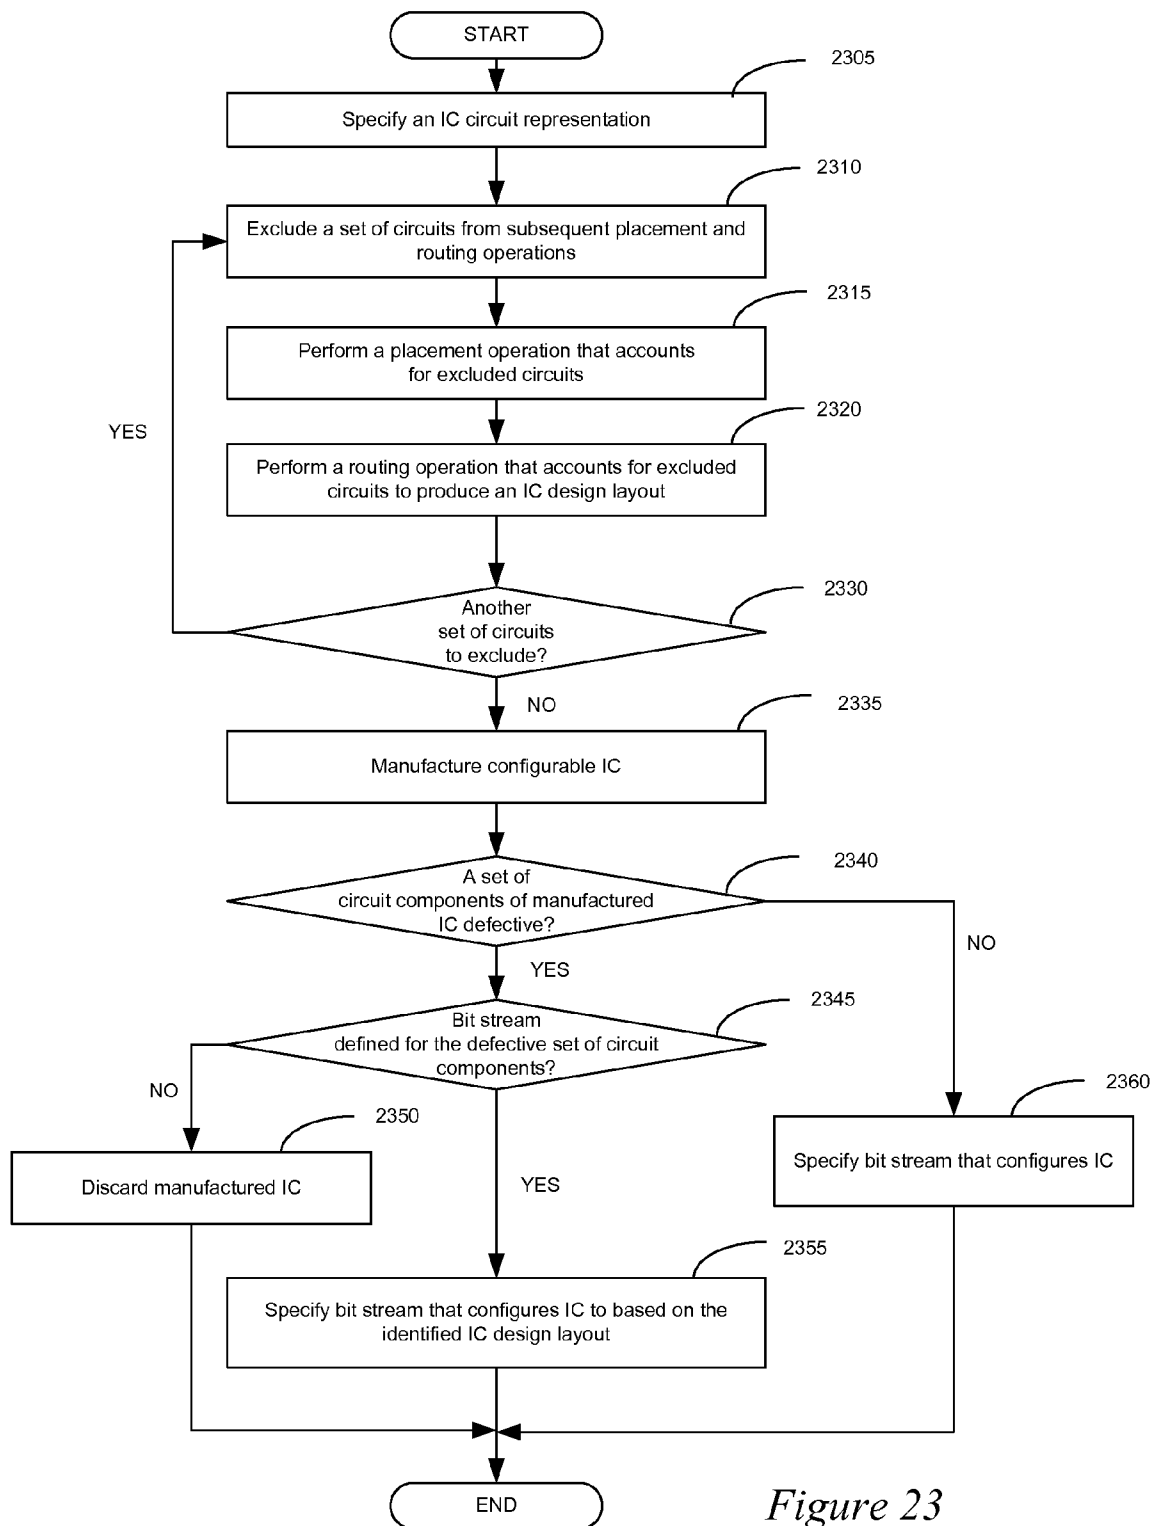 START
2305
Specify an IC circuit representation
2310
Exclude a set of circuits from subsequent placement and
routing operations
2315
Perform a placement operation that accounts
for excluded circuits
2320
YES
Perform a routing operation that accounts for excluded
circuits to produce an IC design layout
2330
Another
set of circuits
to exclude?
NO
2335
Manufacture configurable IC
2340
A set of
circuit components of manufactured
IC defective?
NO
YES
2345
Bit stream
defined for the defective set of circuit
components?
NO
2360
2350
Specify bit stream that configures IC
Discard manufactured IC
YES
2355
Specify bit stream that configures IC to based on the
identified IC design layout
END
Figure 23